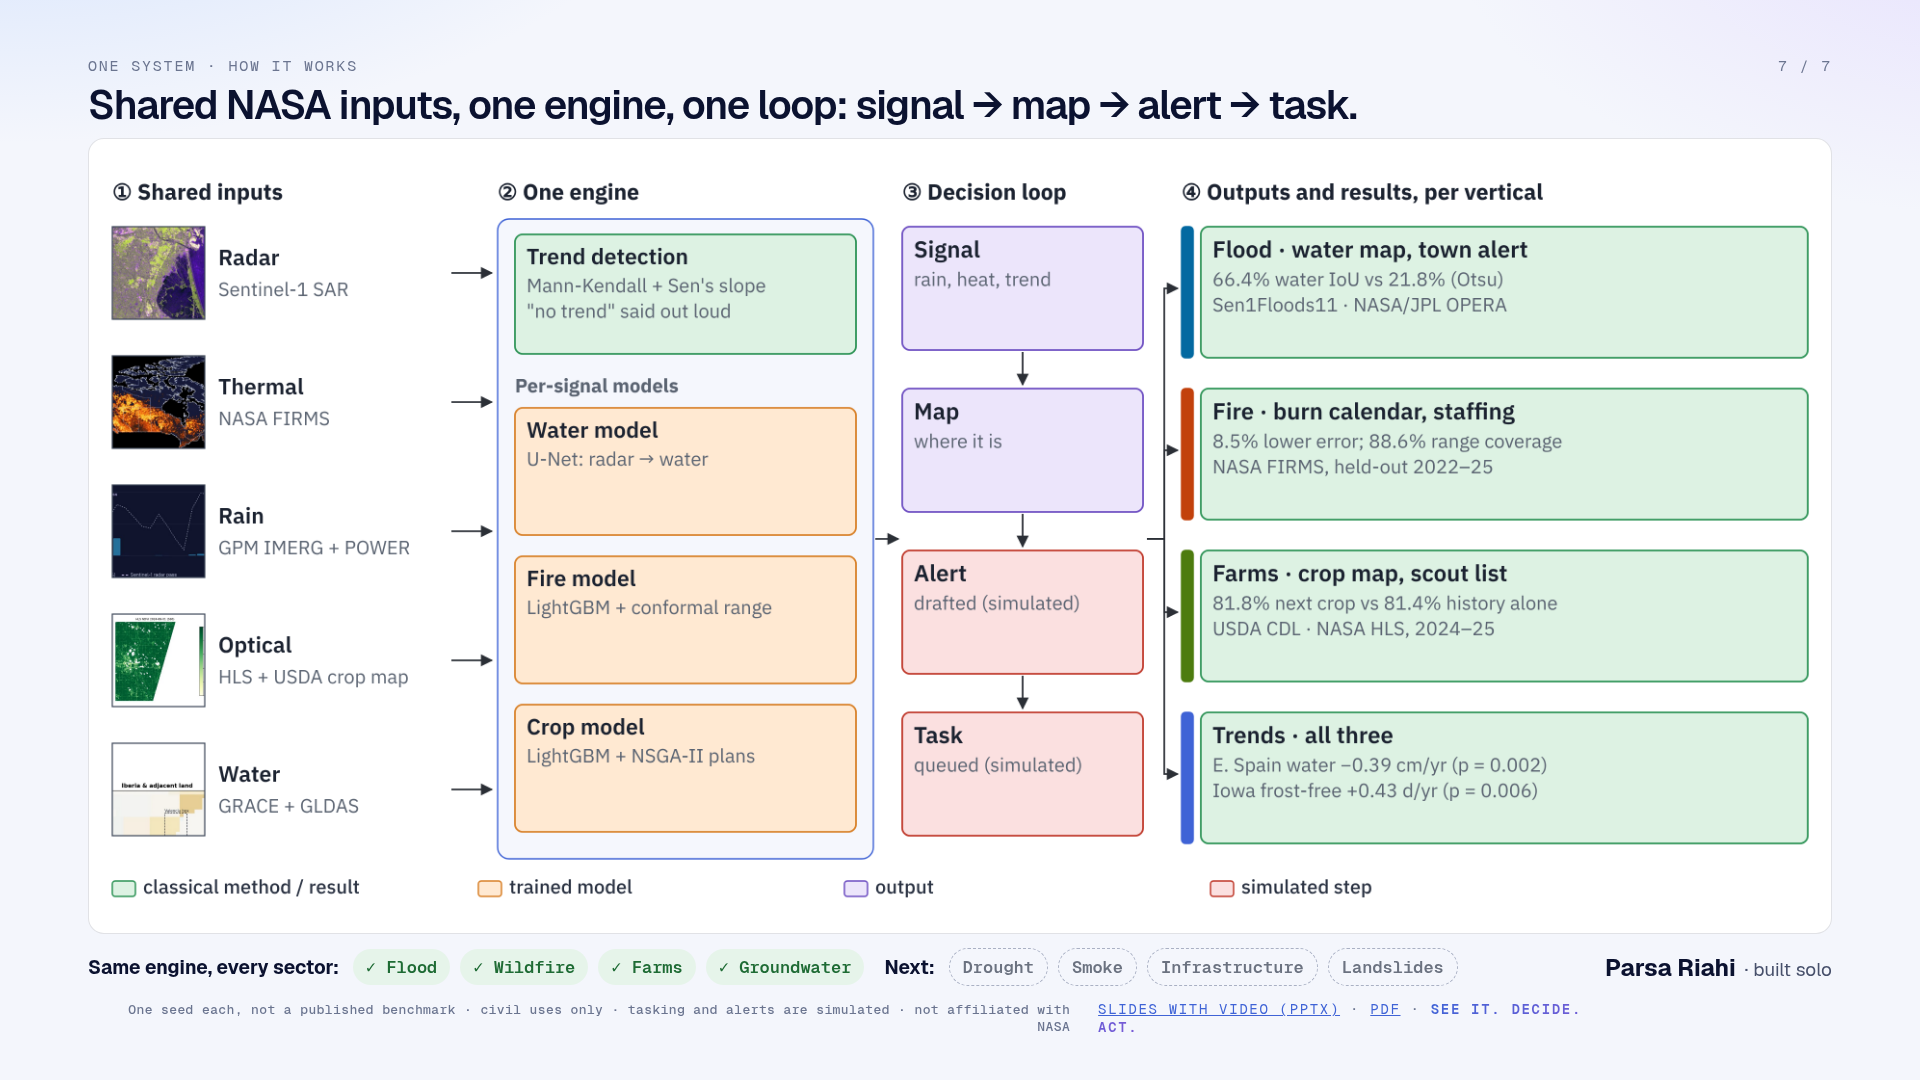 ONE SYSTEM · HOW IT WORKS
7 / 7
Shared NASA inputs, one engine, one loop: signal → map → alert → task.
① Shared inputs
Radar
Sentinel-1 SAR
Thermal
NASA FIRMS
Rain
GPM IMERG + POWER
Optical
HLS + USDA crop map
Iberia & adjacent land
Water
GRACE + GLDAS
② One engine
Trend detection
Mann-Kendall + Sen's slope
"no trend" said out loud
Per-signal models
Water model
U-Net: radar → water
Fire model
LightGBM + conformal range
Crop model
LightGBM + NSGA-II plans
③ Decision loop
Signal
rain, heat, trend
Map
where it is
Alert
drafted (simulated)
Task
queued (simulated)
④ Outputs and results, per vertical
Flood · water map, town alert
66.4% water IoU vs 21.8% (Otsu)
Sen1Floods11 · NASA/JPL OPERA
Fire · burn calendar, staffing
8.5% lower error; 88.6% range coverage
NASA FIRMS, held-out 2022–25
Farms · crop map, scout list
81.8% next crop vs 81.4% history alone
USDA CDL · NASA HLS, 2024–25
Trends · all three
E. Spain water −0.39 cm/yr (p = 0.002)
Iowa frost-free +0.43 d/yr (p = 0.006)
classical method / result
trained model
output
simulated step
Same engine, every sector: ✓ Flood ✓ Wildfire ✓ Farms ✓ Groundwater Next: Drought Smoke Infrastructure Landslides
Parsa Riahi · built solo
One seed each, not a published benchmark · civil uses only · tasking and alerts are simulated · not affiliated with
NASA
SLIDES WITH VIDEO (PPTX) · PDF · SEE IT. DECIDE.
ACT.